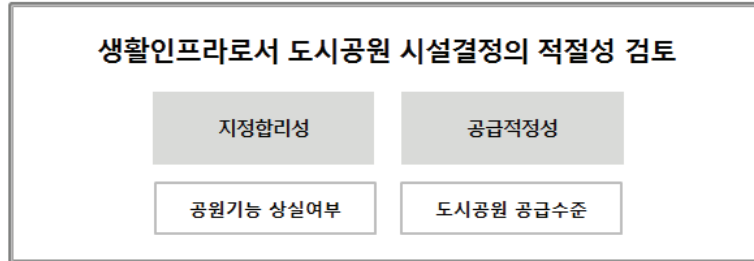 생활인프라로서 도시공원 시설결정의 적절성 검토
지정합리성 공급적정성
공원기능 상실여부 도시공원 공급수준